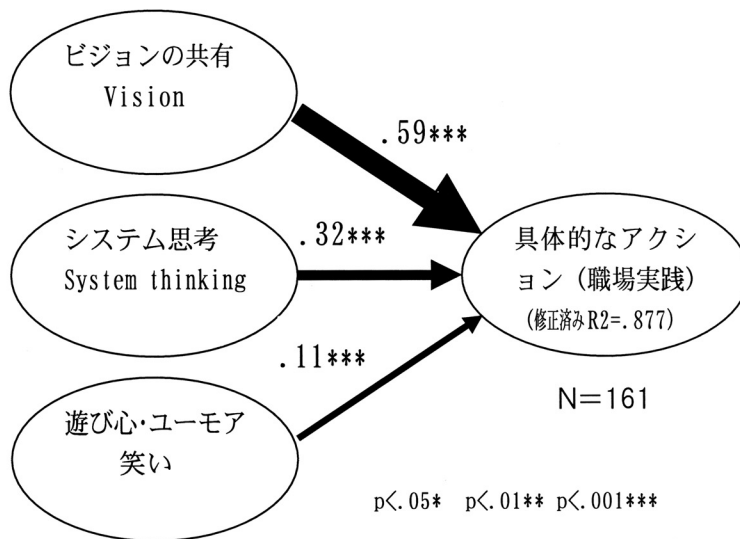 ビジョンの共有
Vision
.59***
システム思考
System thinking
.32***
具体的なアクシ
ョン（職場実践）
(修正済みR2=.877)
.11***
遊び心・ユーモア
笑い
N＝161
p<.05*　p<.01**　p<.001***